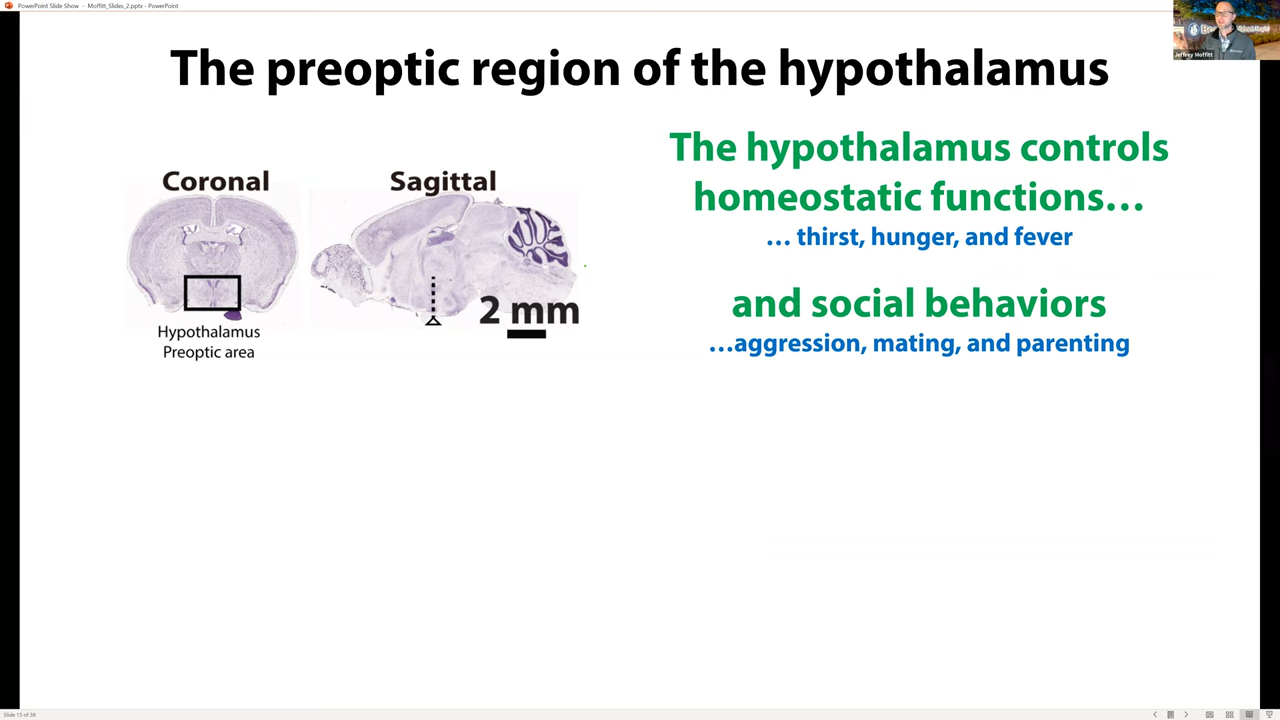 PowerPoint Slide Show - Moffitt_Slides_2.pptx - PowerPoint
Jeffrey Moffitt
The preoptic region of the hypothalamus
Coronal
Sagittal
2 mm
Hypothalamus
Preoptic area
The hypothalamus controls
homeostatic functions…
… thirst, hunger, and fever
and social behaviors
…aggression, mating, and parenting
Slide 15 of 38